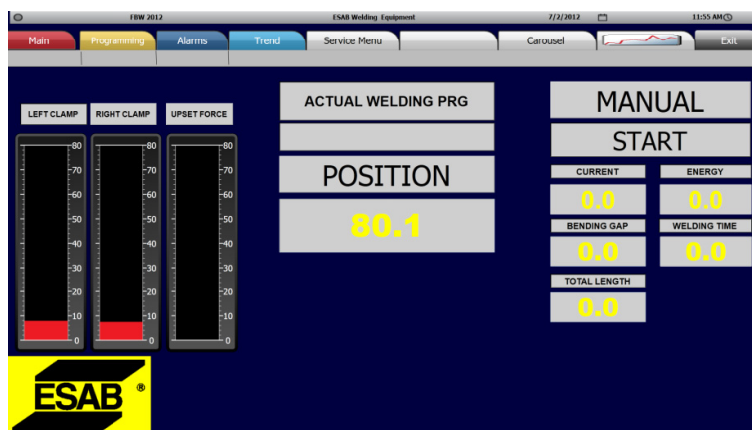 FBW 2012 ESAB Welding Equipment 7/2/2012 11:55 AM
Main Programming Alarms Trend Service Menu Carousel Exit
LEFT CLAMP RIGHT CLAMP UPSET FORCE
ACTUAL WELDING PRG
POSITION
80.1
MANUAL
START
CURRENT ENERGY
0.0 0.0
BENDING GAP WELDING TIME
0.0 0.0
TOTAL LENGTH
0.0
80 80 80
70 70 70
60 60 60
50 50 50
40 40 40
30 30 30
20 20 20
10 10 10
0 0 0
ESAB ®